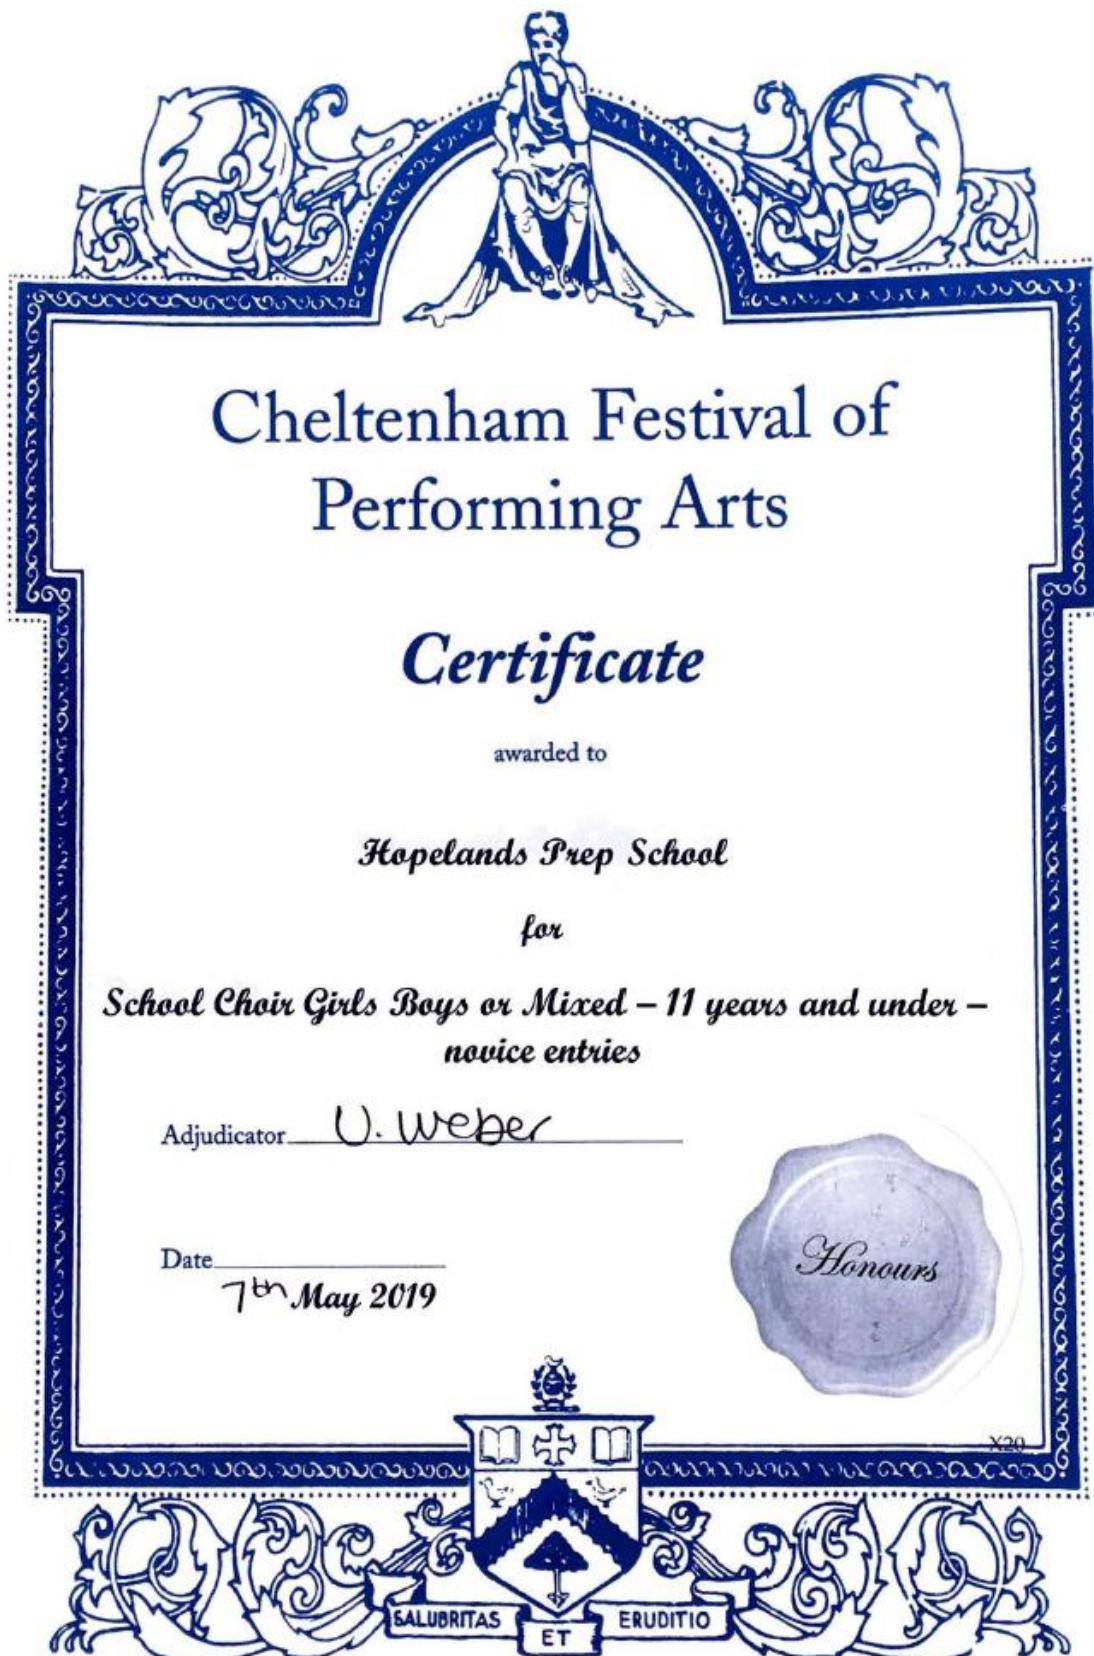 Cheltenham Festival of
Performing Arts
Certificate
awarded to
Hopelands Prep School
for
School Choir Girls Boys or Mixed – 11 years and under –
novice entries
Adjudicator U. Weber
Date
7th May 2019
Honours
X20
SALUBRITAS
ET
ERUDITIO